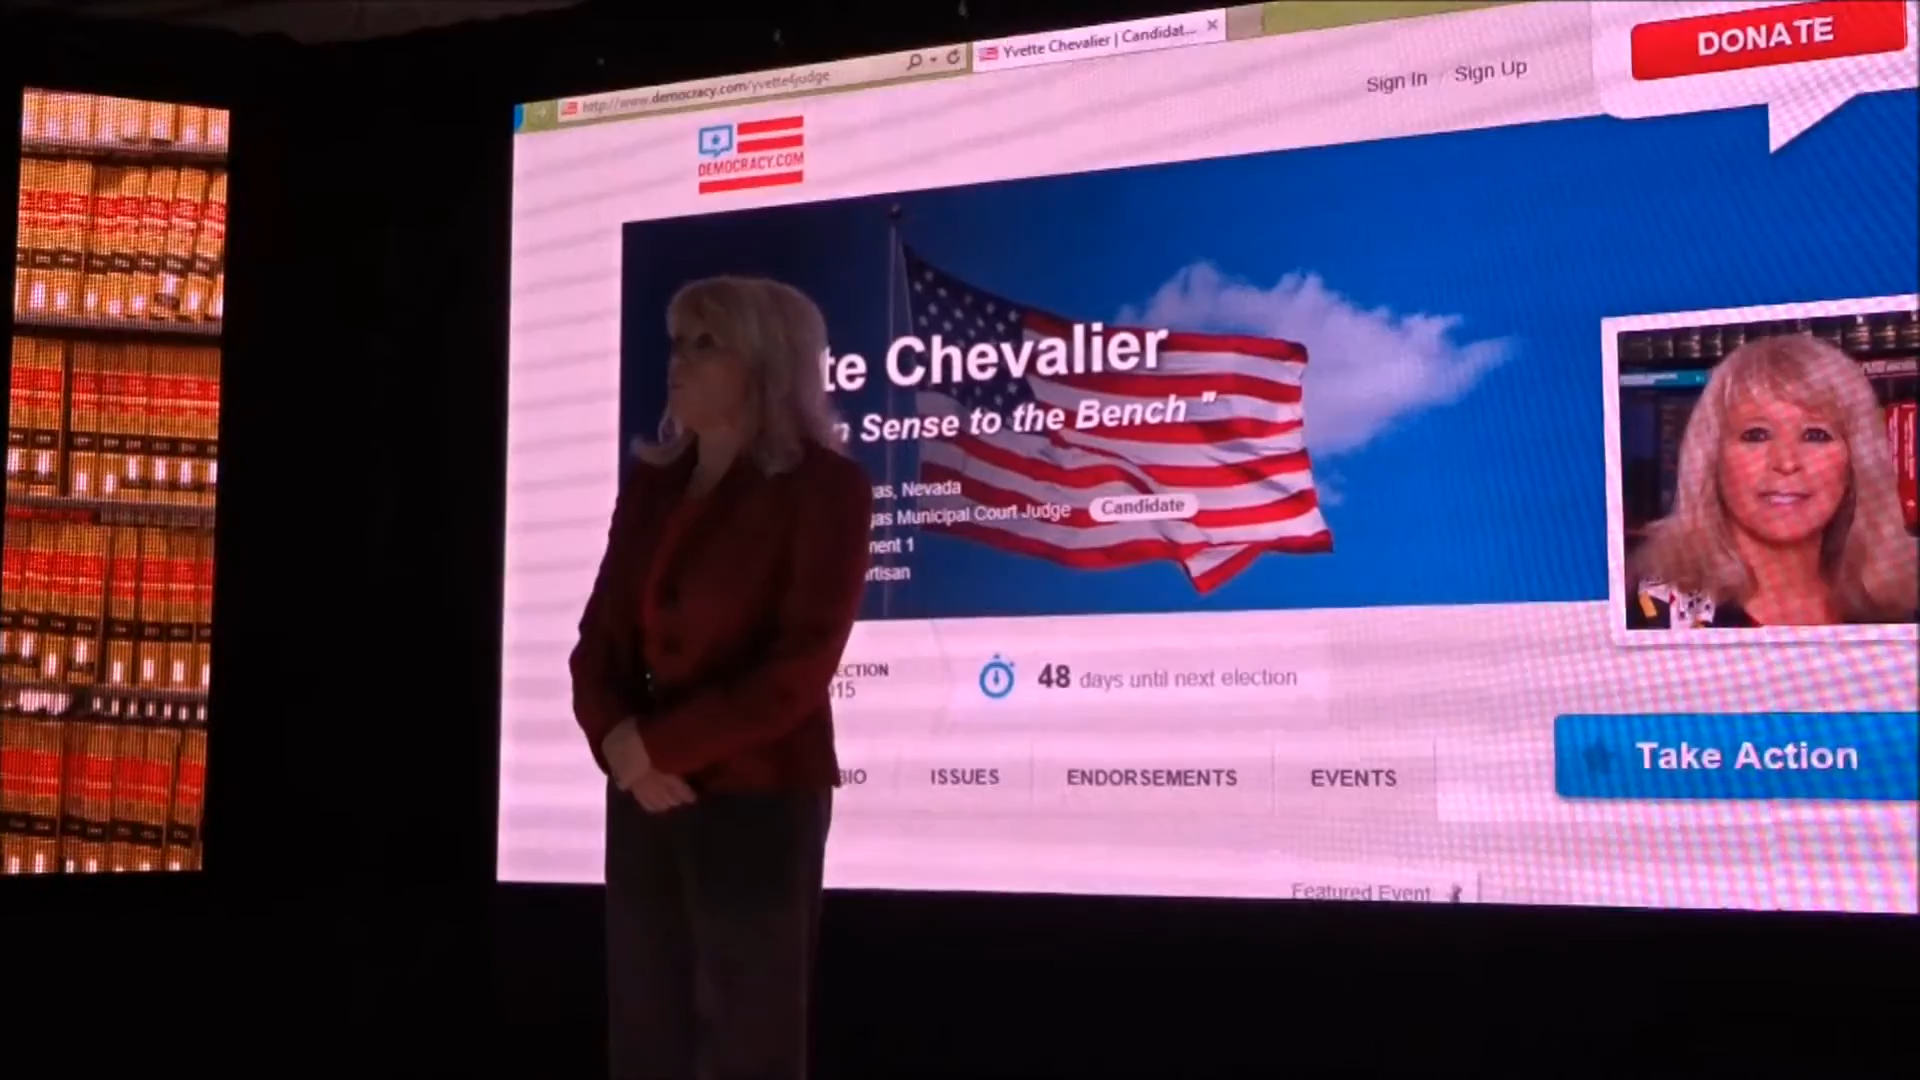 http://www.democracy.com/yvette4judge
Yvette Chevalier | Candidat...
DONATE
Sign In
Sign Up
DEMOCRACY.COM
te Chevalier
n Sense to the Bench "
as, Nevada
gas Municipal Court Judge
Candidate
ment 1
rtisan
ECTION
015
48 days until next election
BIO
ISSUES
ENDORSEMENTS
EVENTS
Take Action
Featured Event